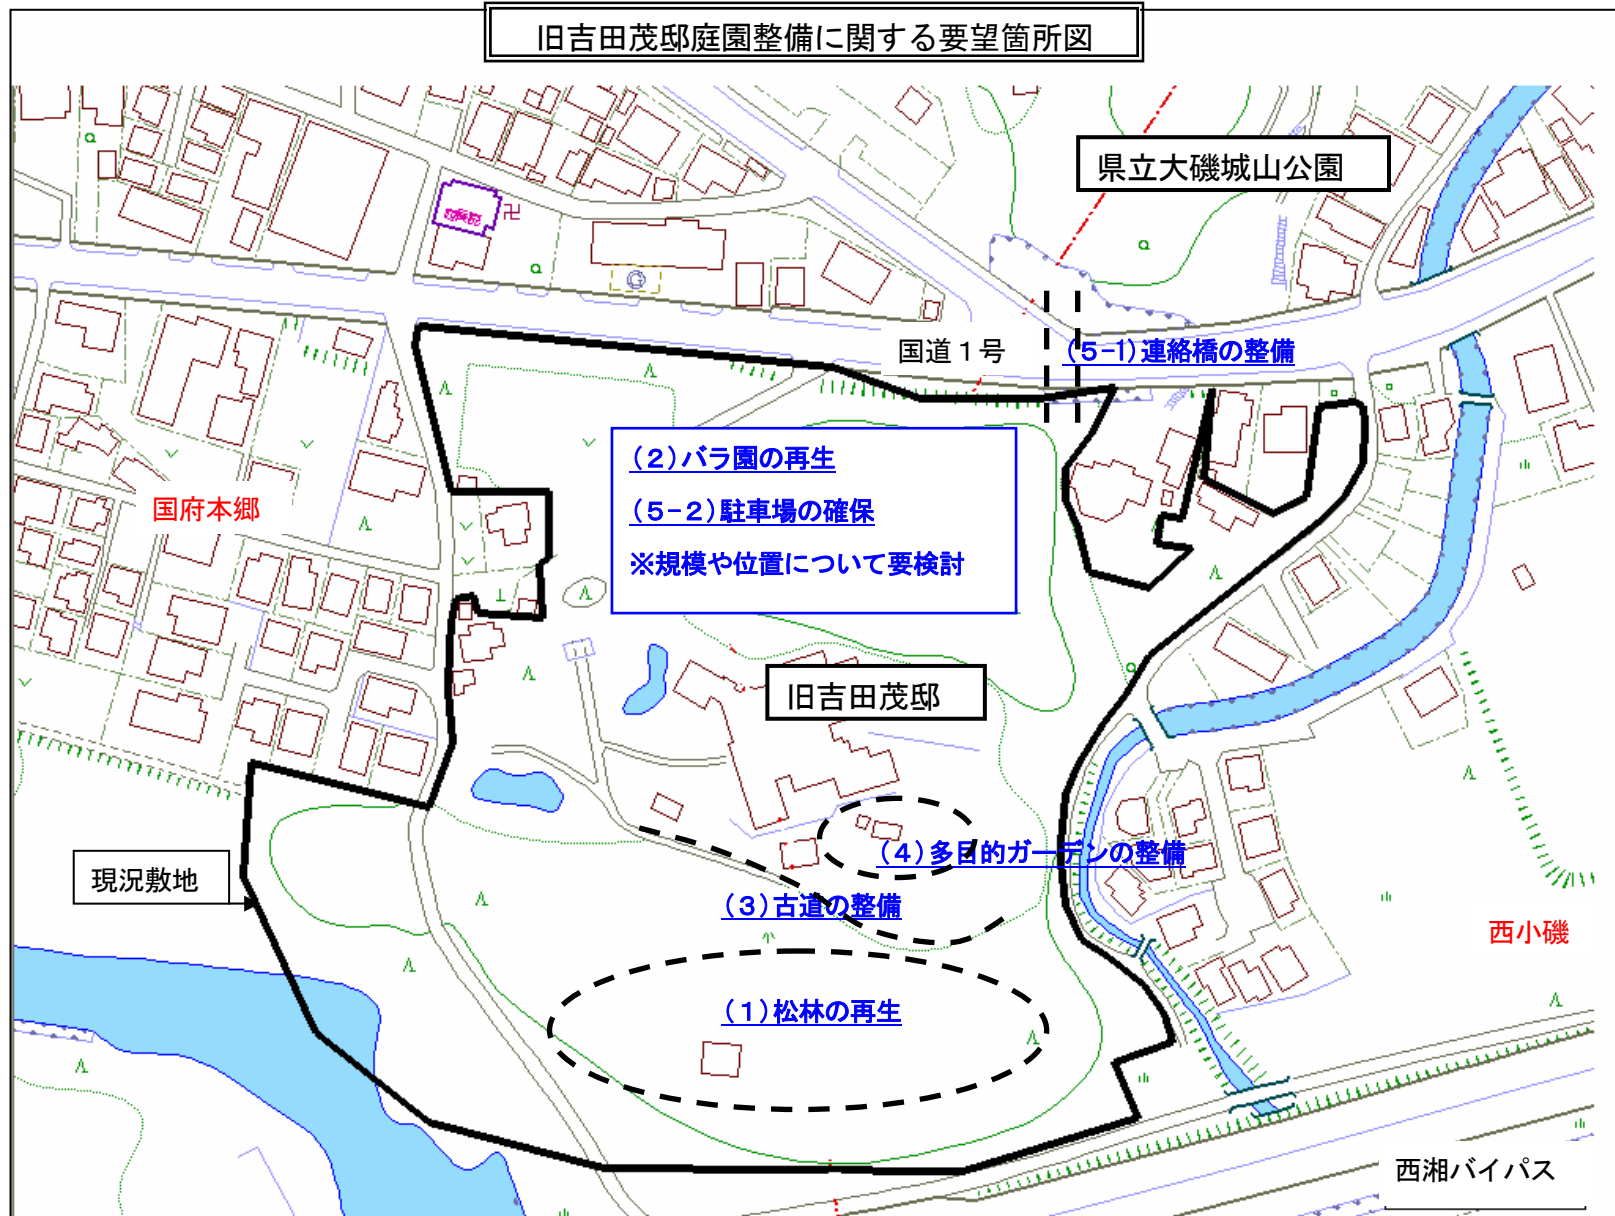 旧吉田茂邸庭園整備に関する要望箇所図
県立大磯城山公園
国道1号
(5-1)連絡橋の整備
(2)バラ園の再生
(5-2)駐車場の確保
※規模や位置について要検討
国府本郷
旧吉田茂邸
(4)多目的ガーデンの整備
現況敷地
(3)古道の整備
西小磯
(1)松林の再生
西湘バイパス